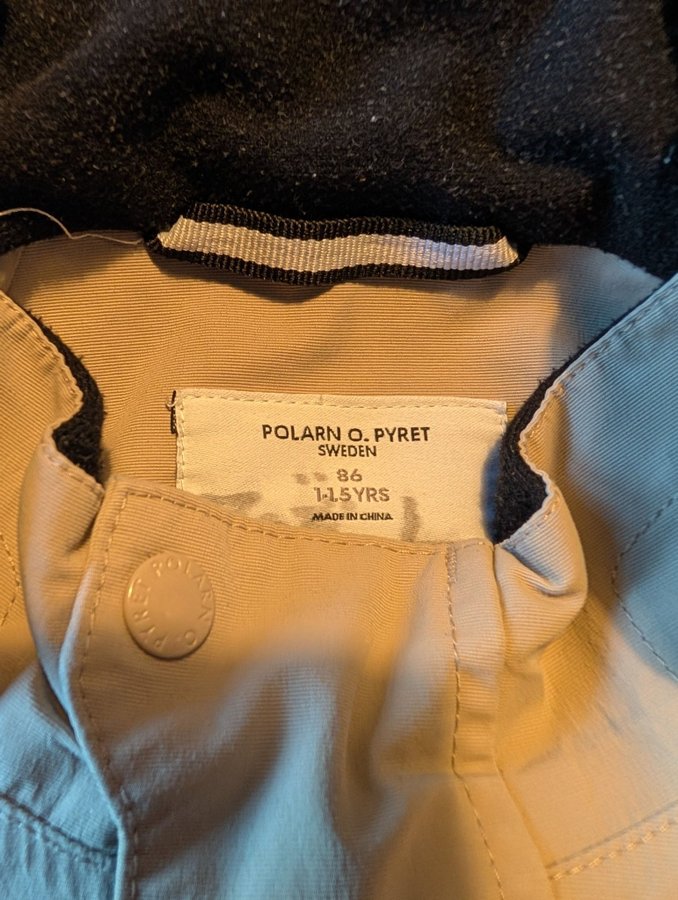 POLARN O. PYRET
SWEDEN
86
1-1.5 YRS
MADE IN CHINA
POLARN O. PYRET